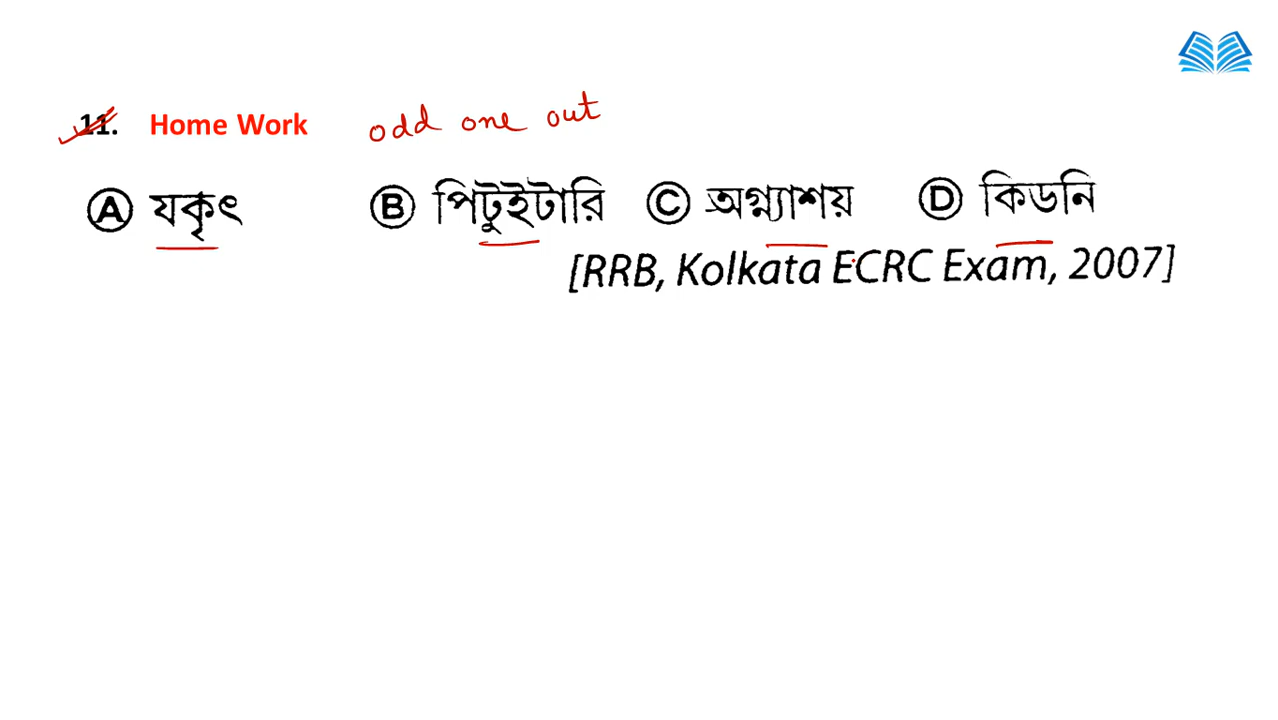 11. Home Work odd one out
Ⓐ যকৃৎ Ⓑ পিটুইটারি Ⓒ অগ্ন্যাশয় Ⓓ কিডনি
[RRB, Kolkata ECRC Exam, 2007]